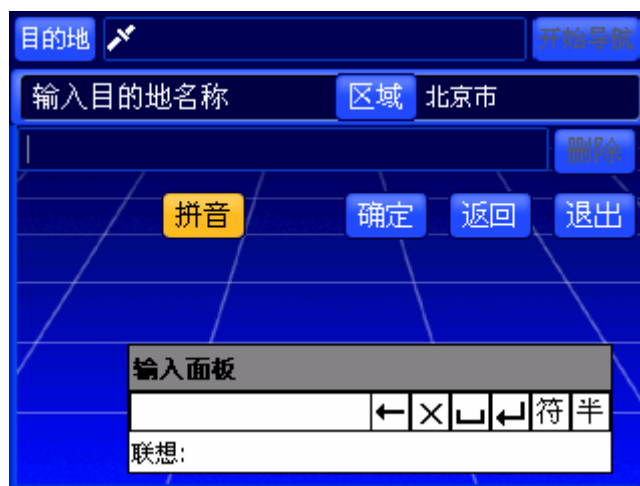 目的地 开始导航
输入目的地名称 区域 北京市
删除
拼音 确定 返回 退出
输入面板
符 半
联想: